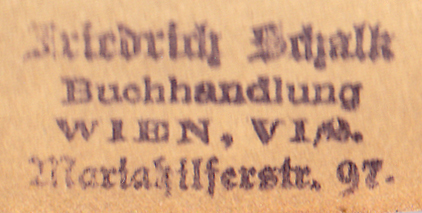 Friedrich Schalk
Buchhandlung
WIEN, VI/2.
Mariahilferstr. 97.